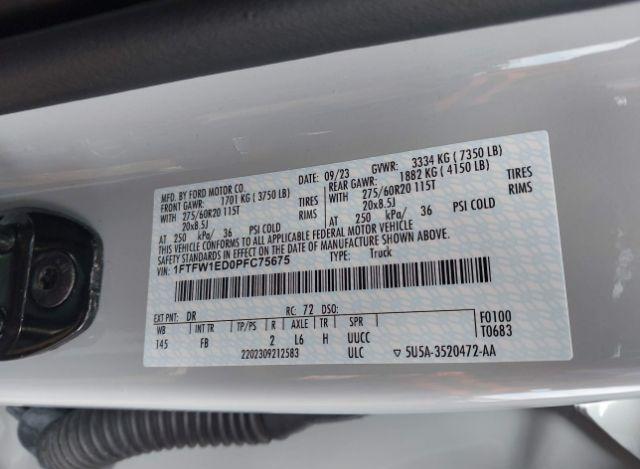 MFD. BY FORD MOTOR CO. DATE: 09/23 GVWR: 3334 KG ( 7350 LB)
FRONT GAWR: 1701 KG ( 3750 LB) REAR GAWR: 1882 KG ( 4150 LB)
WITH 275/60R20 115T TIRES WITH 275/60R20 115T TIRES
20x8.5J RIMS 20x8.5J RIMS
AT 250 kPa/ 36 PSI COLD AT 250 kPa/ 36 PSI COLD
THIS VEHICLE CONFORMS TO ALL APPLICABLE FEDERAL MOTOR VEHICLE
SAFETY STANDARDS IN EFFECT ON THE DATE OF MANUFACTURE SHOWN ABOVE.
VIN: 1FTFW1ED0PFC75675 TYPE: Truck
EXT PNT: DR RC: 72 DSO: F0100
WB INT TR TP/PS R AXLE TR SPR T0683
145 FB 2 L6 H UUCC
2202309212583 ULC ▽ 5U5A-3520472-AA